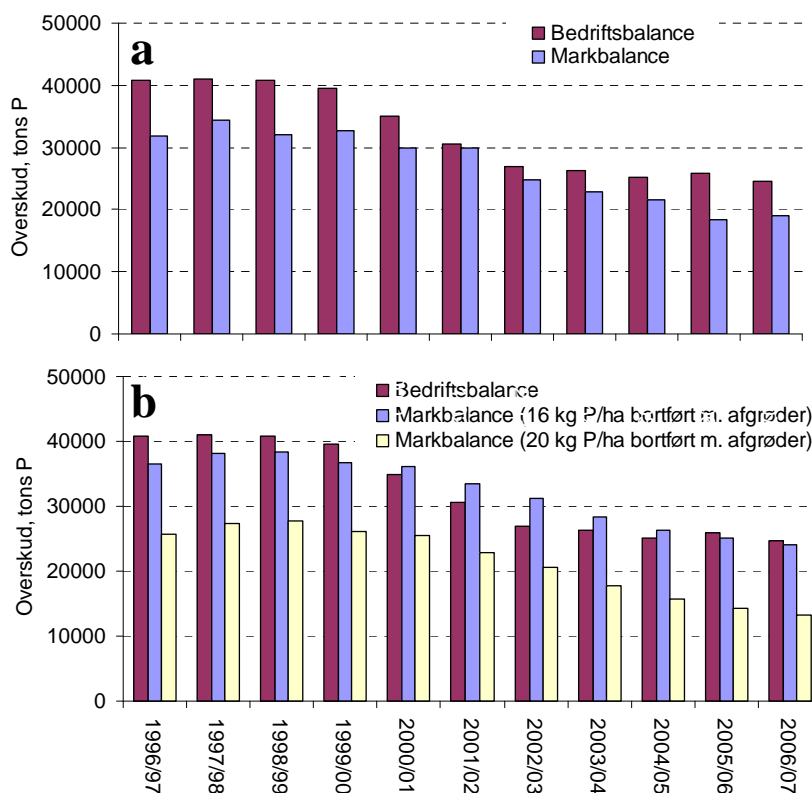 a
Bedriftsbalance
Markbalance
Overskud, tons P
50000
40000
30000
20000
10000
0
b
Bedriftsbalance
Markbalance (16 kg P/ha bortført m. afgrøder)
Markbalance (20 kg P/ha bortført m. afgrøder)
Overskud, tons P
50000
40000
30000
20000
10000
0
1996/97
1997/98
1998/99
1999/00
2000/01
2001/02
2002/03
2003/04
2004/05
2005/06
2006/07